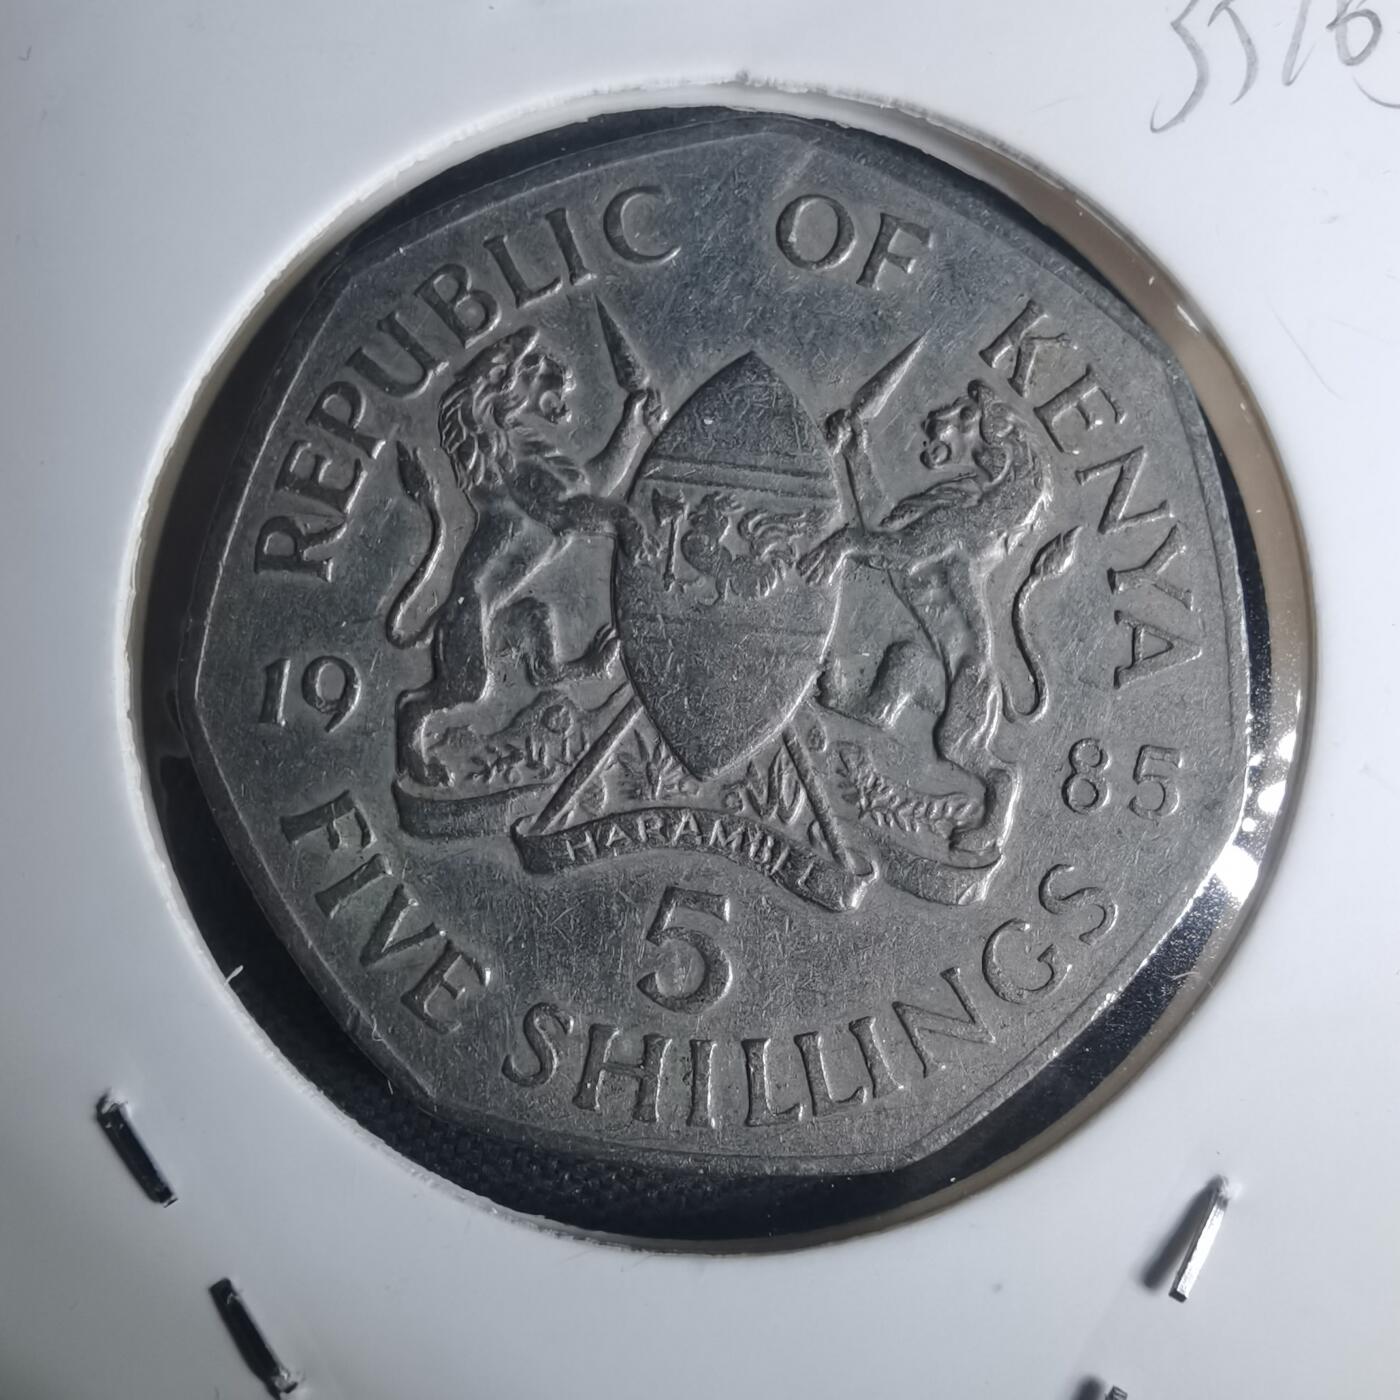 REPUBLIC OF KENYA
19 85
HARAMBEE
5
FIVE SHILLINGS